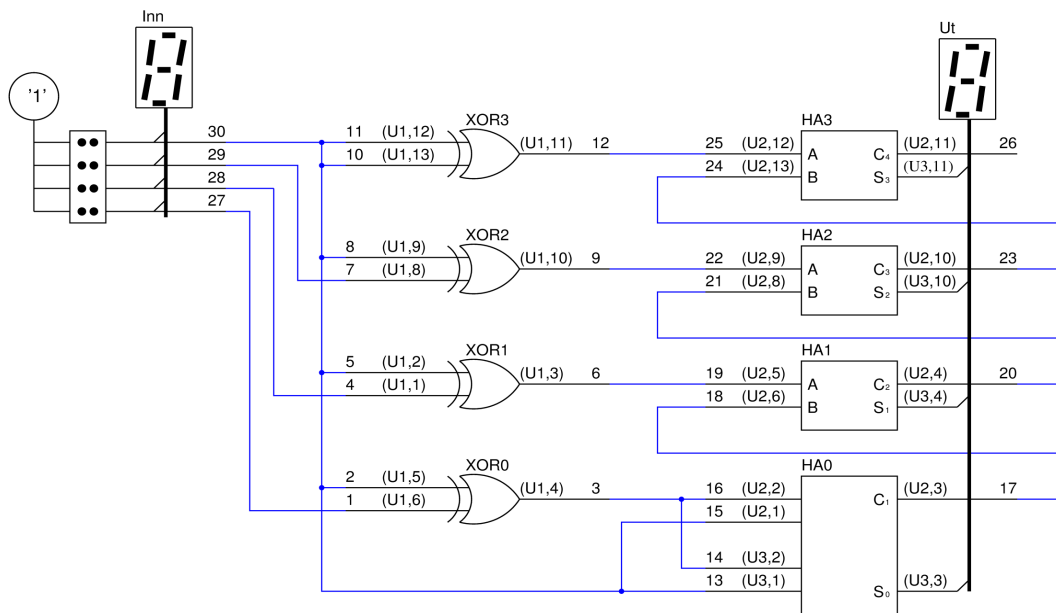 Inn
Ut
'1'
XOR3
HA3
30
11 (U1,12)
(U1,11) 12
25 (U2,12)
A
C4
(U2,11) 26
29
10 (U1,13)
24 (U2,13)
B
S3
(U3,11)
28
27
XOR2
HA2
8 (U1,9)
(U1,10) 9
22 (U2,9)
A
C3
(U2,10) 23
7 (U1,8)
21 (U2,8)
B
S2
(U3,10)
XOR1
HA1
5 (U1,2)
(U1,3) 6
19 (U2,5)
A
C2
(U2,4) 20
4 (U1,1)
18 (U2,6)
B
S1
(U3,4)
XOR0
HA0
2 (U1,5)
(U1,4) 3
16 (U2,2)
C1
(U2,3) 17
1 (U1,6)
15 (U2,1)
14 (U3,2)
13 (U3,1)
S0
(U3,3)